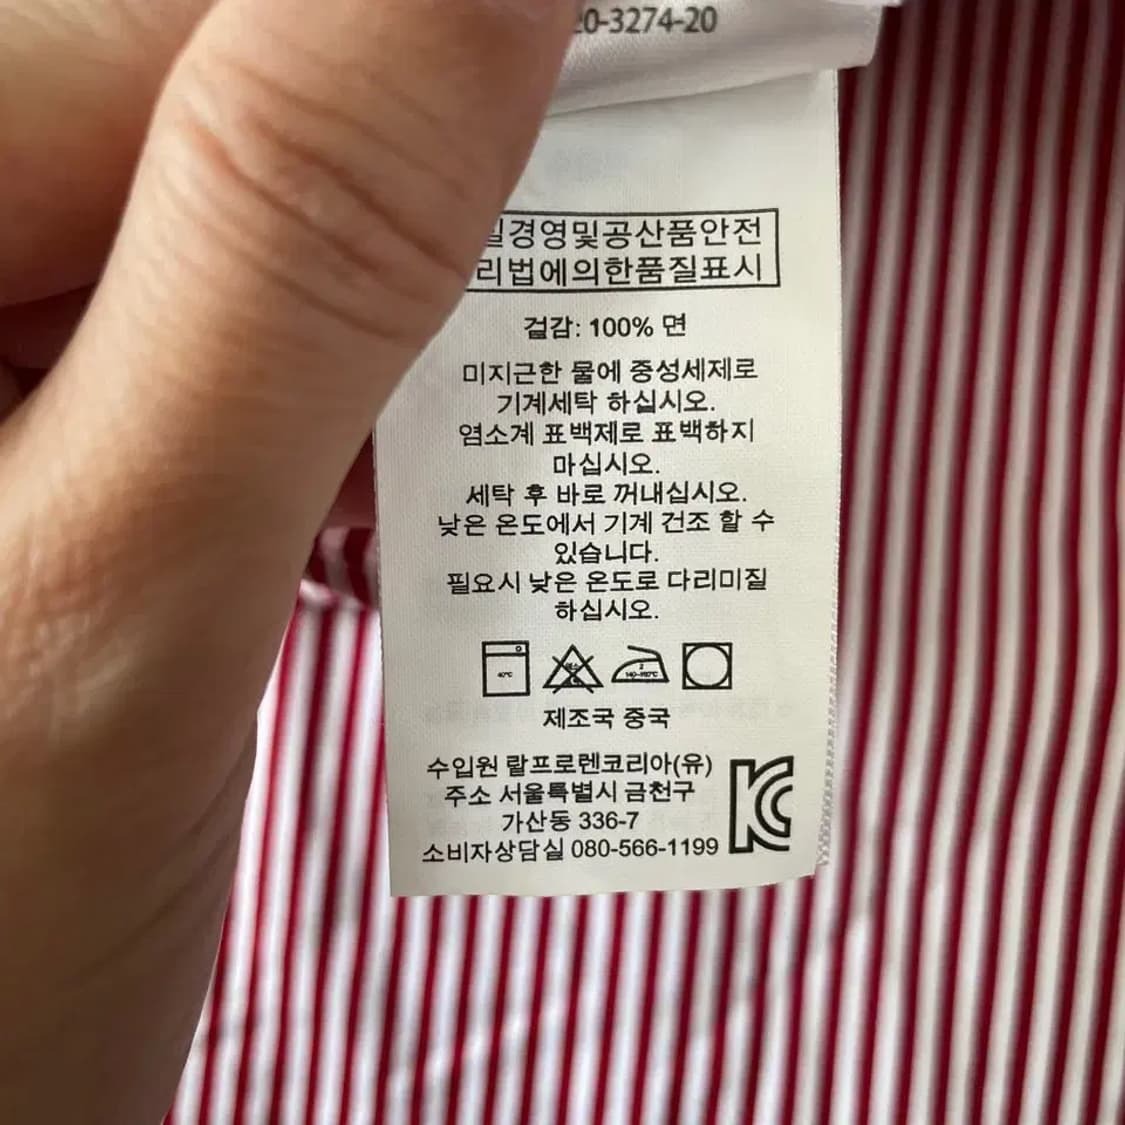 20-3274-20
경영및공산품안전
리법에의한품질표시
겉감: 100% 면
미지근한 물에 중성세제로
기계세탁 하십시오.
염소계 표백제로 표백하지
마십시오.
세탁 후 바로 꺼내십시오.
낮은 온도에서 기계 건조 할 수
있습니다.
필요시 낮은 온도로 다리미질
하십시오.
40℃
염소
2
140~160℃
제조국 중국
수입원 랄프로렌코리아(유)
주소 서울특별시 금천구
가산동 336-7
소비자상담실 080-566-1199